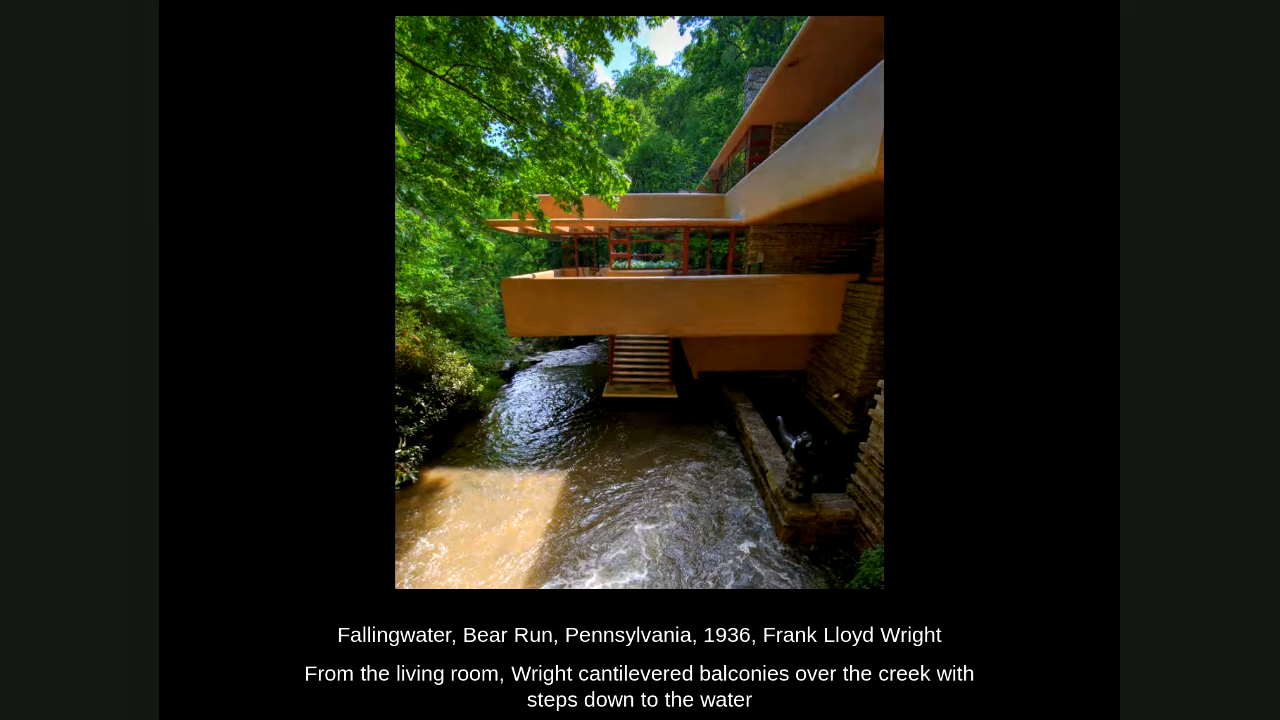 Fallingwater, Bear Run, Pennsylvania, 1936, Frank Lloyd Wright
From the living room, Wright cantilevered balconies over the creek with
steps down to the water